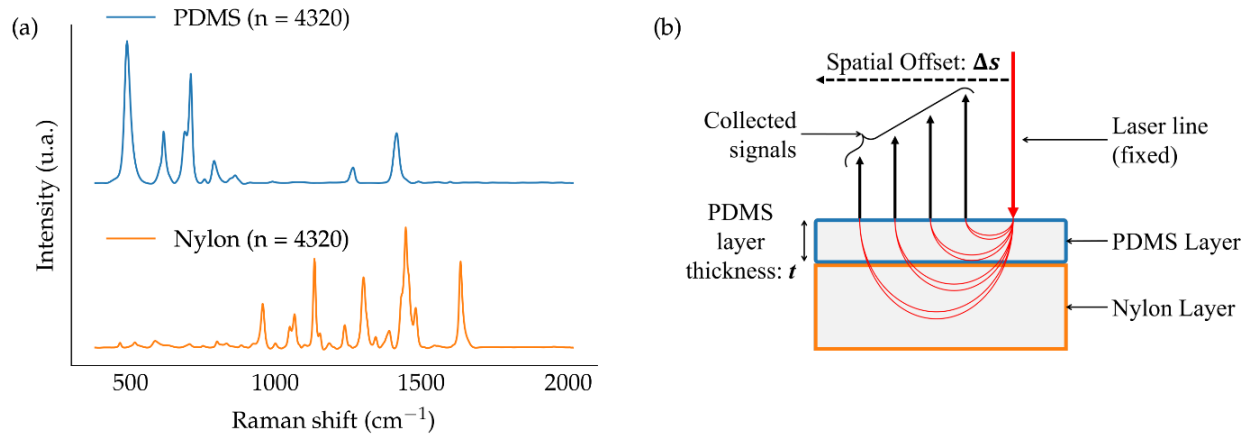 (a)
PDMS (n = 4320)
Nylon (n = 4320)
Intensity (u.a.)
500 1000 1500 2000
Raman shift (cm⁻¹)
(b)
Spatial Offset: Δs
Collected
signals
Laser line
(fixed)
PDMS
layer
thickness: t
PDMS Layer
Nylon Layer